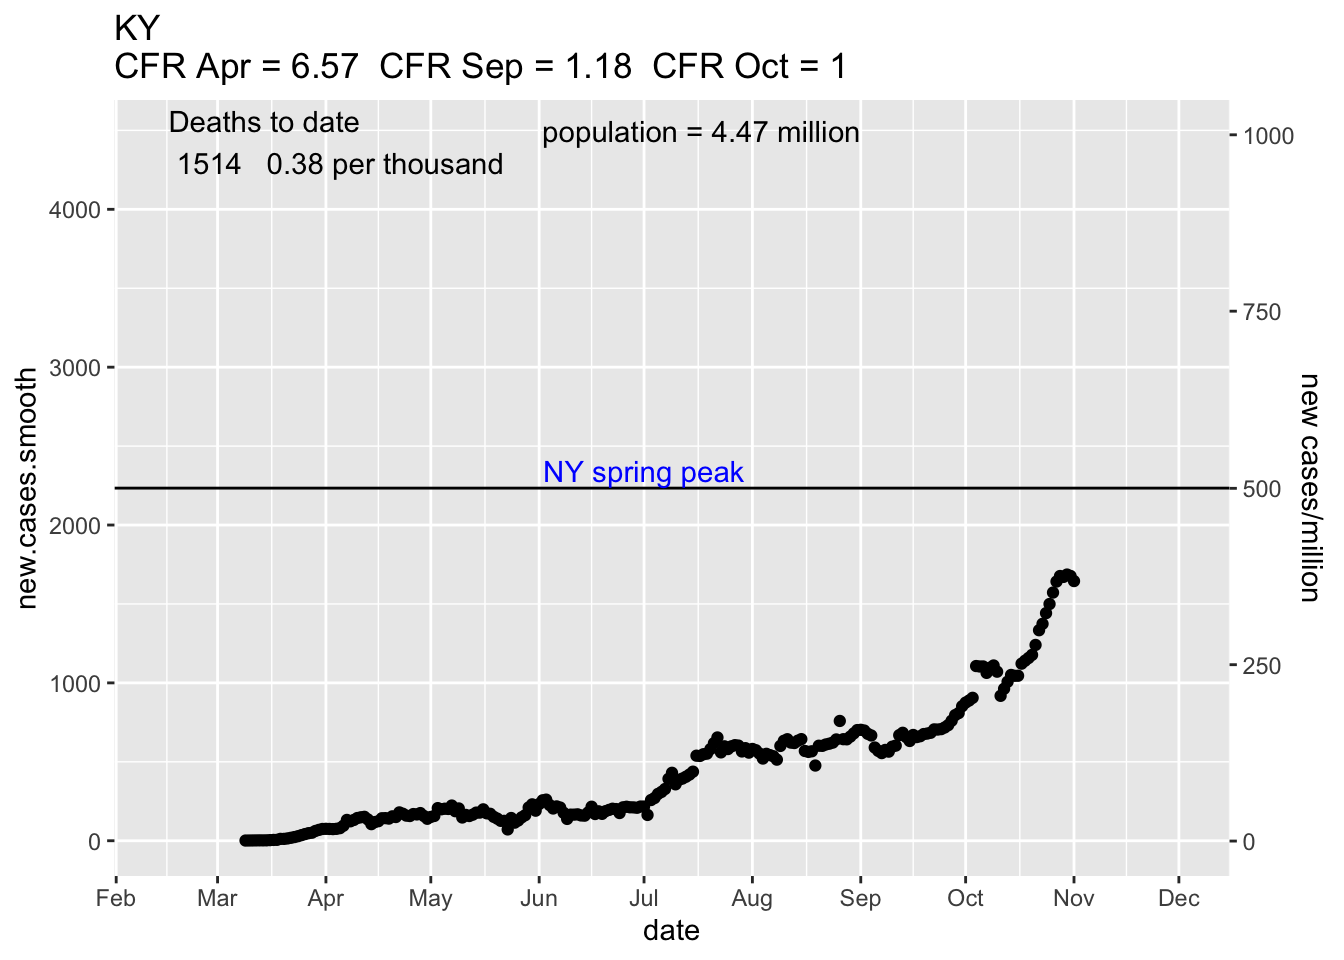 KY
CFR Apr = 6.57  CFR Sep = 1.18  CFR Oct = 1
Deaths to date
1514   0.38 per thousand
population = 4.47 million
4000
3000
2000
1000
0
new.cases.smooth
NY spring peak
1000
750
500
250
0
new cases/million
Feb Mar Apr May Jun Jul Aug Sep Oct Nov Dec
date